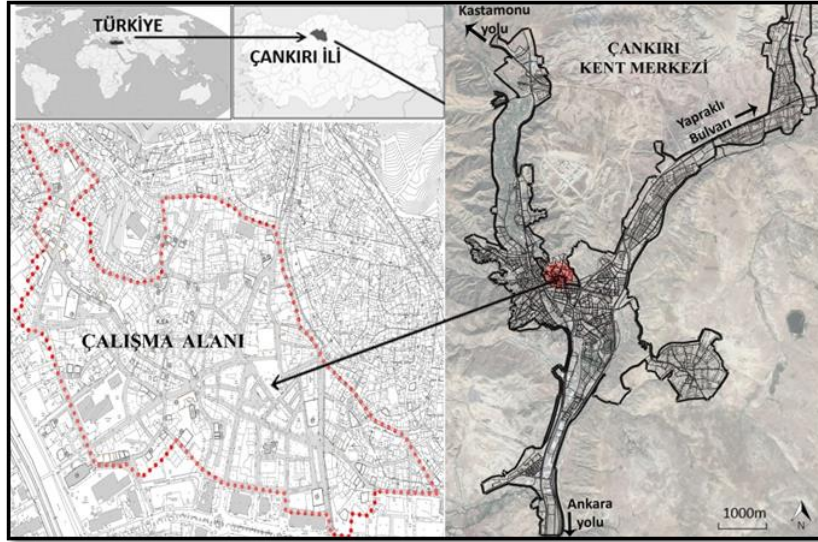 TÜRKİYE
ÇANKIRI İLİ
Kastamonu
yolu
ÇANKIRI
KENT MERKEZİ
Yapraklı
Bulvarı
ÇALIŞMA ALANI
Ankara
yolu
1000m
N